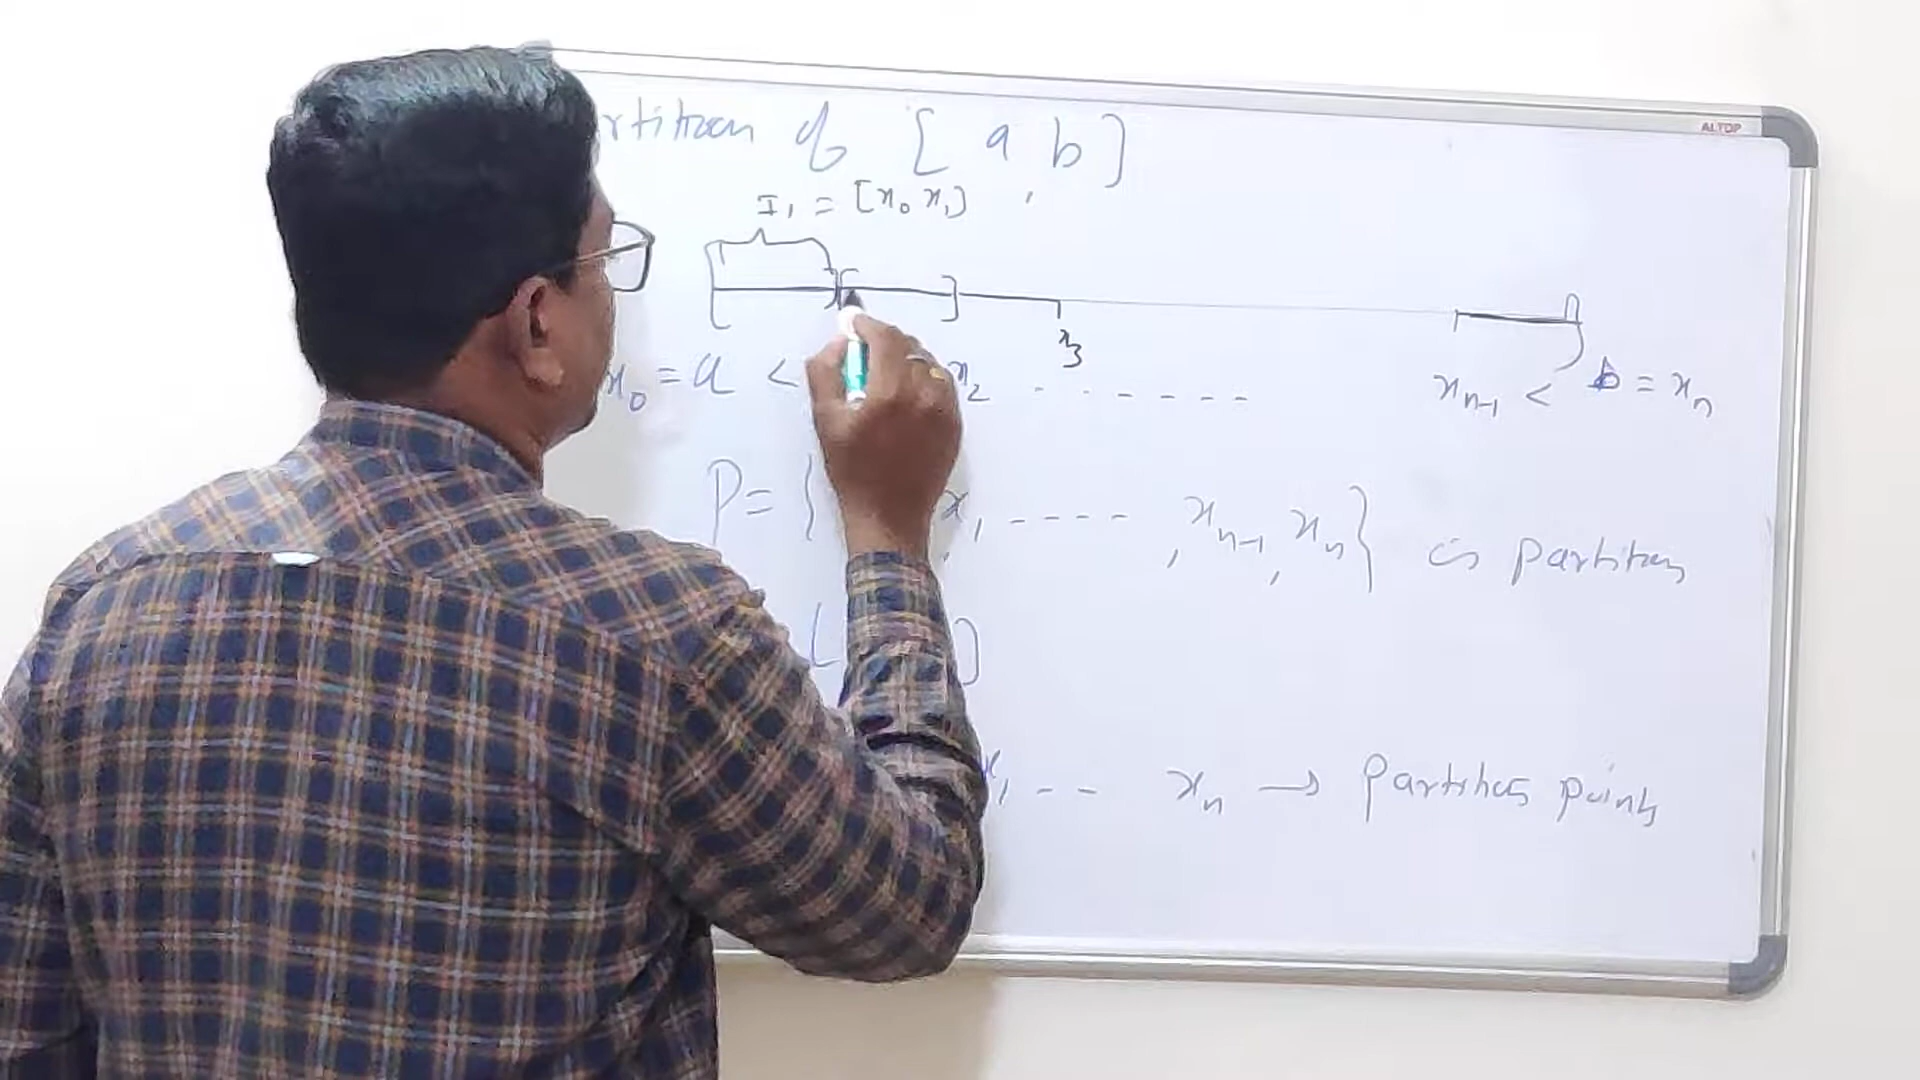 ALTOP
rtition of [ a b ]
I₁ = [x₀ x₁] ,
x₃
x₀ = a < x₂ - - - - - - - xₙ₋₁ < b = xₙ
P = { x₁ - - - - , xₙ₋₁, xₙ } is partition
[ ]
x₁ - - xₙ → partition points